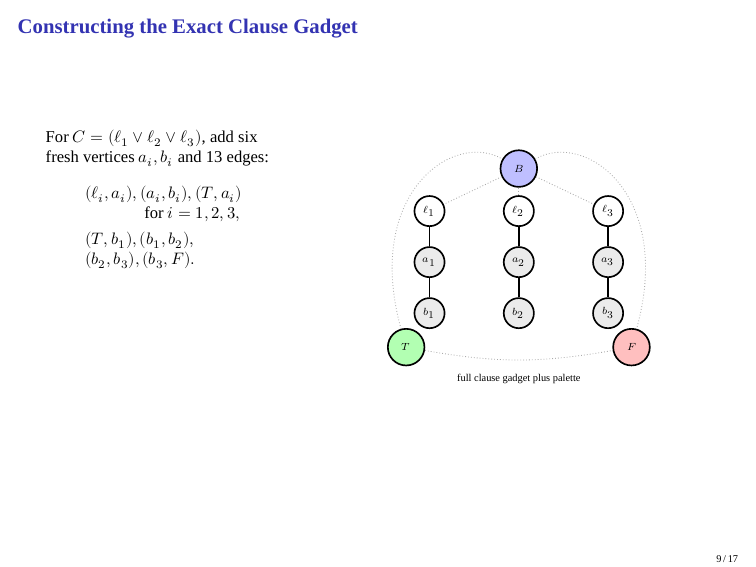 Constructing the Exact Clause Gadget
For C = (ℓ₁ ∨ ℓ₂ ∨ ℓ₃), add six
fresh vertices aᵢ, bᵢ and 13 edges:
(ℓᵢ, aᵢ), (aᵢ, bᵢ), (T, aᵢ)
for i = 1, 2, 3,
(T, b₁), (b₁, b₂),
(b₂, b₃), (b₃, F).
B
ℓ₁ ℓ₂ ℓ₃
a₁ a₂ a₃
b₁ b₂ b₃
T F
full clause gadget plus palette
9 / 17